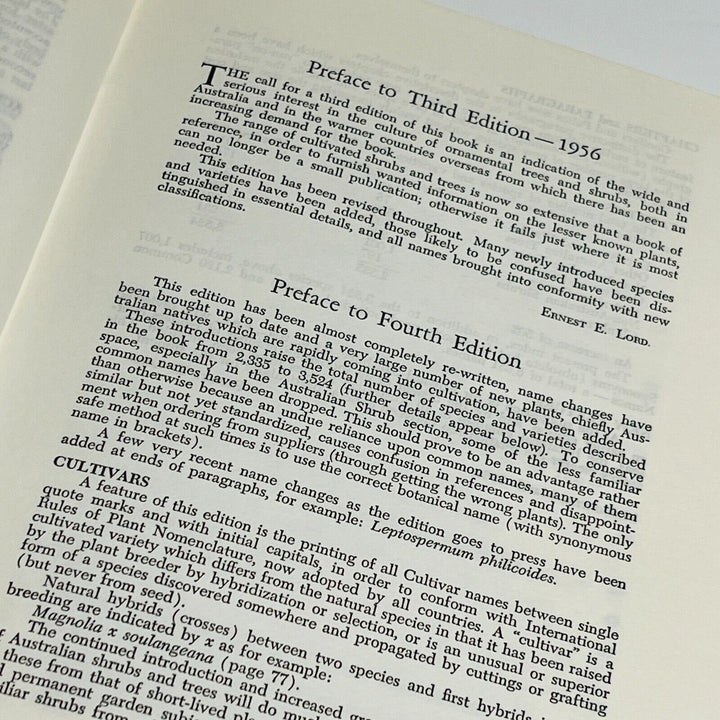 Preface to Third Edition — 1956
THE call for a third edition of this book is an indication of the wide and
serious interest in the culture of ornamental trees and shrubs, both in
Australia and in the warmer countries overseas from which there has been an
increasing demand for the book.
The range of cultivated shrubs and trees is now so extensive that a book of
reference, in order to furnish wanted information on the lesser known plants,
can no longer be a small publication; otherwise it fails just where it is most
needed.
This edition has been revised throughout. Many newly introduced species
and varieties have been added, those likely to be confused have been dis-
tinguished in essential details, and all names brought into conformity with new
classifications.
ERNEST E. LORD.
Preface to Fourth Edition
This edition has been almost completely re-written, name changes have
been brought up to date and a very large number of new plants, chiefly Aus-
tralian natives which are rapidly coming into cultivation, have been added.
These introductions raise the total number of species and varieties described
in the book from 2,335 to 3,524 (further details appear below). To conserve
space, especially in the Australian Shrub section, some of the less familiar
common names have been dropped. This should prove to be an advantage rather
than otherwise because an undue reliance upon common names, many of them
similar but not yet standardized, causes confusion in references and disappoint-
ment when ordering from suppliers (through getting the wrong plants). The only
safe method at such times is to use the correct botanical name (with synonymous
name in brackets).
A few very recent name changes as the edition goes to press have been
added at ends of paragraphs, for example: Leptospermum philicoides.
CULTIVARS
A feature of this edition is the printing of all Cultivar names between single
quote marks and with initial capitals, in order to conform with International
Rules of Plant Nomenclature, now adopted by all countries. A "cultivar" is a
cultivated variety which differs from the natural species in that it has been raised
by the plant breeder by hybridization or selection, or is an unusual or superior
form of a species discovered somewhere and propagated by cuttings or grafting
(but never from seed).
Natural hybrids (crosses) between two species and first hybrids
breeding are indicated by x as for example:
Magnolia x soulangeana (page 77).
The continued introduction and increased
Australian shrubs and trees will do much
these from that of short-lived
permanent garden
shrubs from